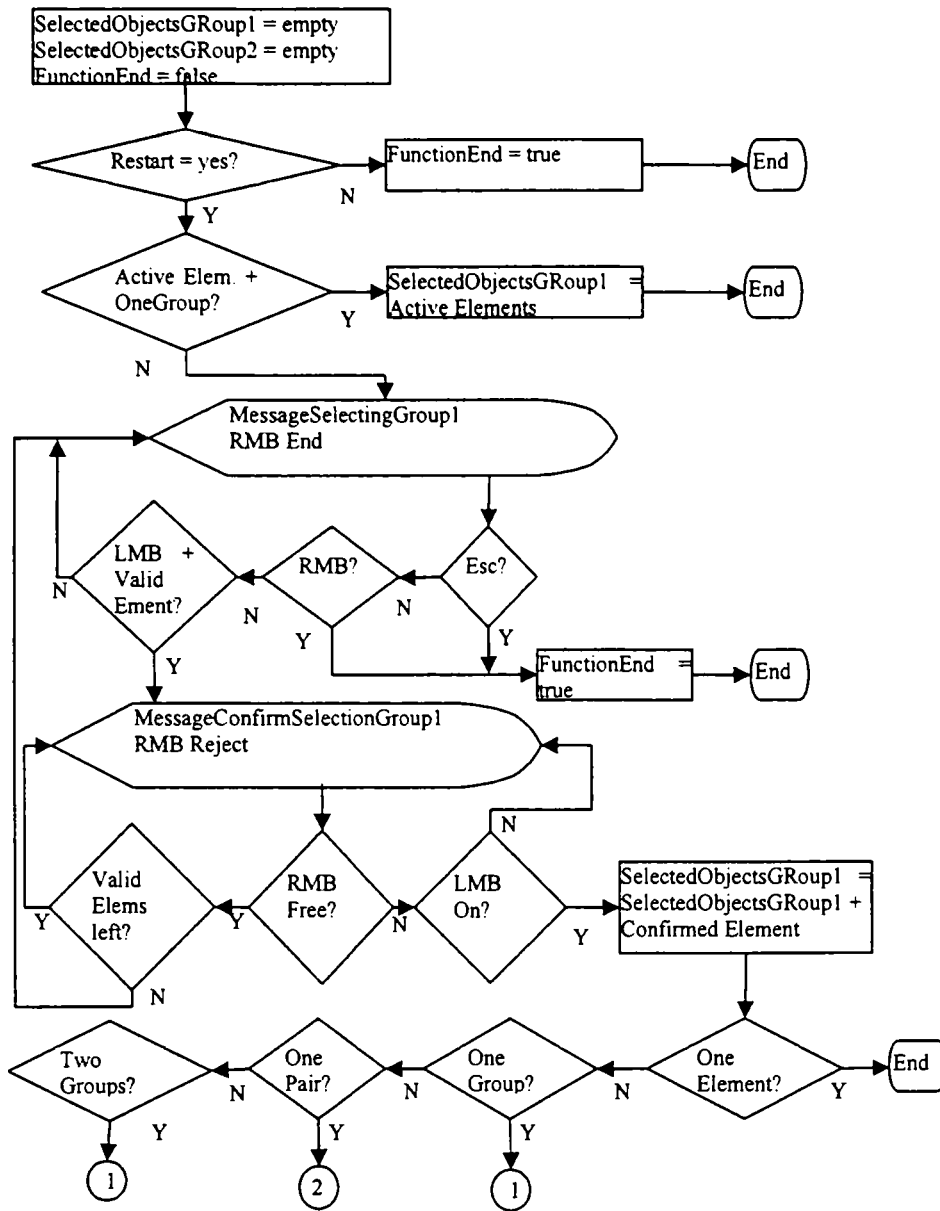 SelectedObjectsGRoup1 = empty
SelectedObjectsGRoup2 = empty
FunctionEnd = false
Restart = yes?
N
FunctionEnd = true
End
Y
Active Elem. +
OneGroup?
Y
SelectedObjectsGRoup1 =
Active Elements
End
N
MessageSelectingGroup1
RMB End
LMB +
Valid
Ement?
N
RMB?
N
Esc?
N
Y
Y
Y
FunctionEnd =
true
End
MessageConfirmSelectionGroup1
RMB Reject
N
Valid
Elems
left?
Y
RMB
Free?
Y
N
LMB
On?
Y
SelectedObjectsGRoup1 =
SelectedObjectsGRoup1 +
Confirmed Element
N
Two
Groups?
N
One
Pair?
N
One
Group?
N
One
Element?
Y
End
Y
Y
Y
1
2
1